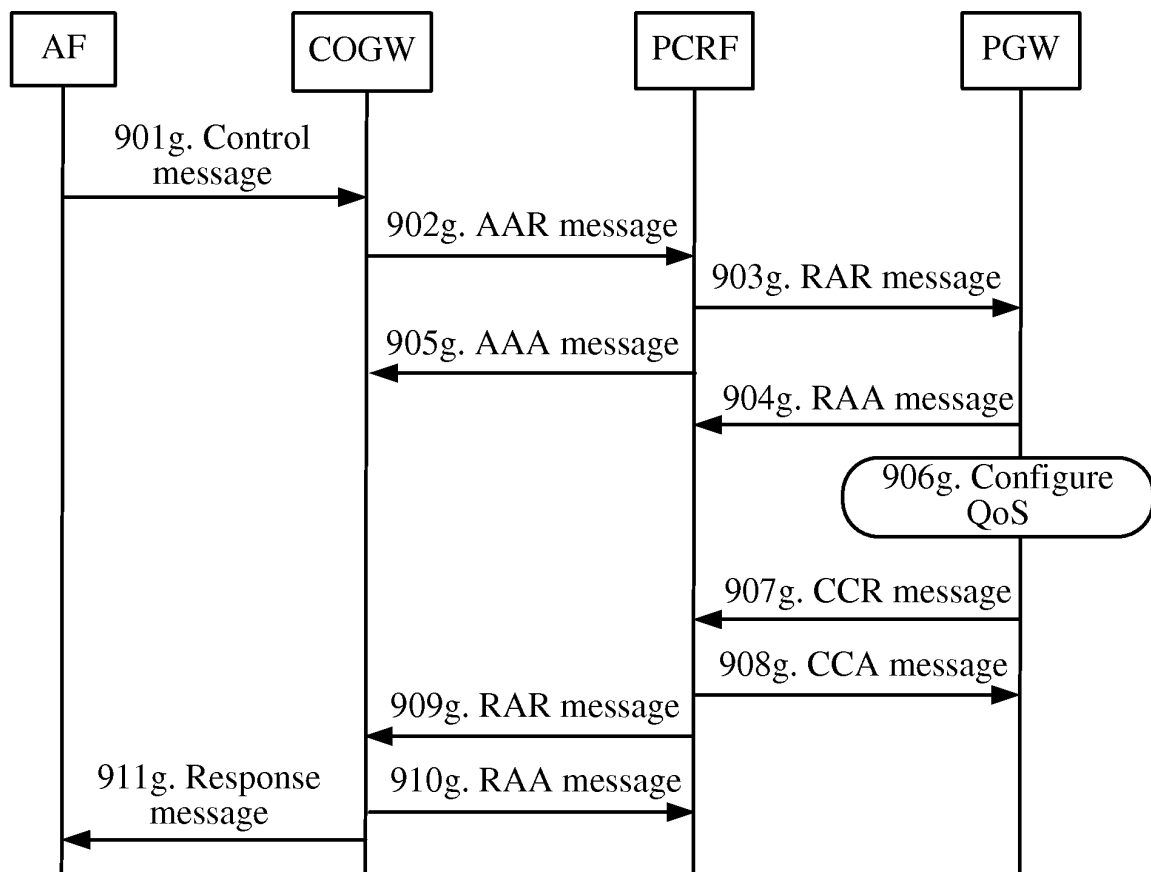 AF
COGW
PCRF
PGW
901g. Control
message
902g. AAR message
903g. RAR message
905g. AAA message
904g. RAA message
906g. Configure
QoS
907g. CCR message
908g. CCA message
909g. RAR message
911g. Response
message
910g. RAA message